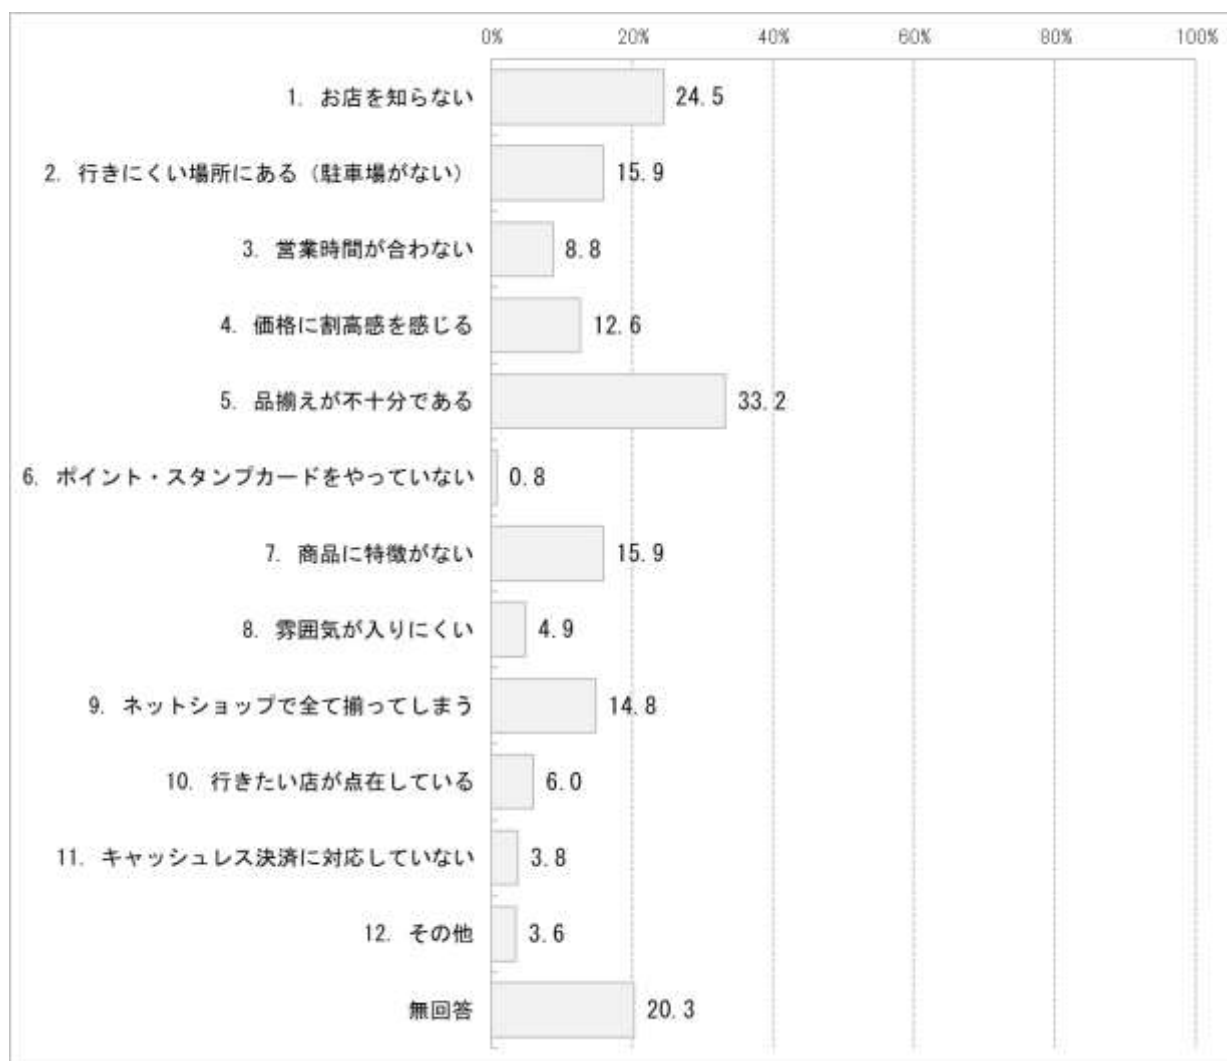 0% 20% 40% 60% 80% 100%
1. お店を知らない 24.5
2. 行きにくい場所にある（駐車場がない） 15.9
3. 営業時間が合わない 8.8
4. 価格に割高感を感じる 12.6
5. 品揃えが不十分である 33.2
6. ポイント・スタンプカードをやっていない 0.8
7. 商品に特徴がない 15.9
8. 雰囲気が入りにくい 4.9
9. ネットショップで全て揃ってしまう 14.8
10. 行きたい店が点在している 6.0
11. キャッシュレス決済に対応していない 3.8
12. その他 3.6
無回答 20.3